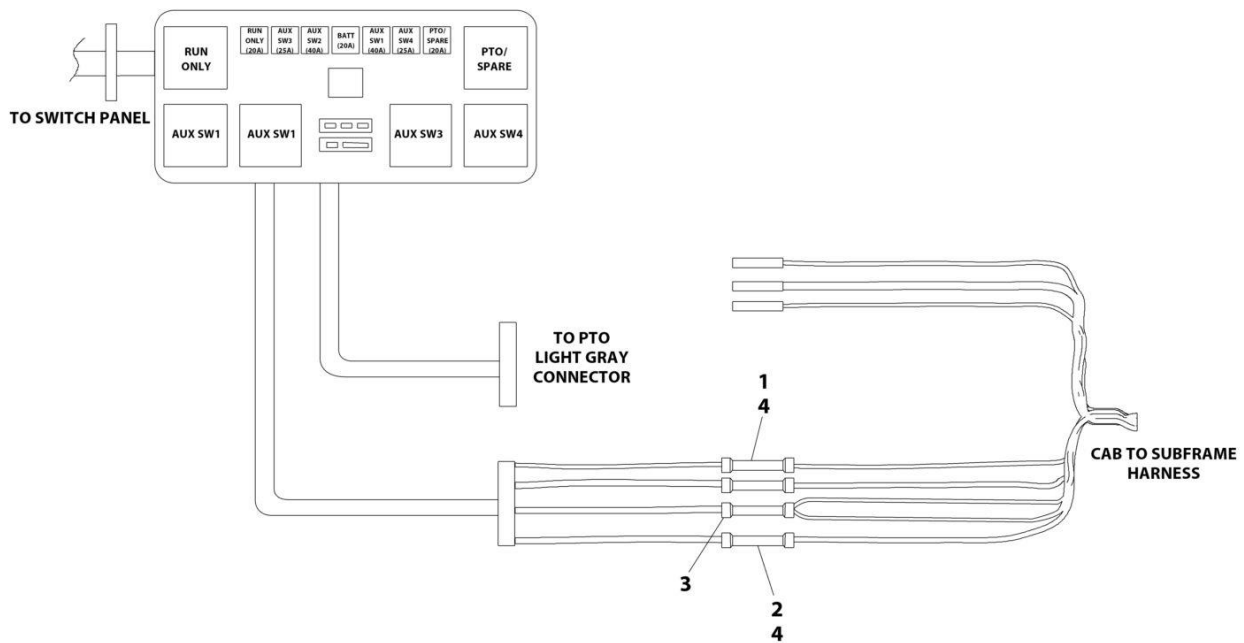 RUN
ONLY
(20A)
AUX
SW3
(25A)
AUX
SW2
(40A)
BATT
(20A)
AUX
SW1
(40A)
AUX
SW4
(25A)
PTO/
SPARE
(20A)
RUN
ONLY
PTO/
SPARE
TO SWITCH PANEL
AUX SW1
AUX SW1
AUX SW3
AUX SW4
TO PTO
LIGHT GRAY
CONNECTOR
1
4
CAB TO SUBFRAME
HARNESS
3
2
4